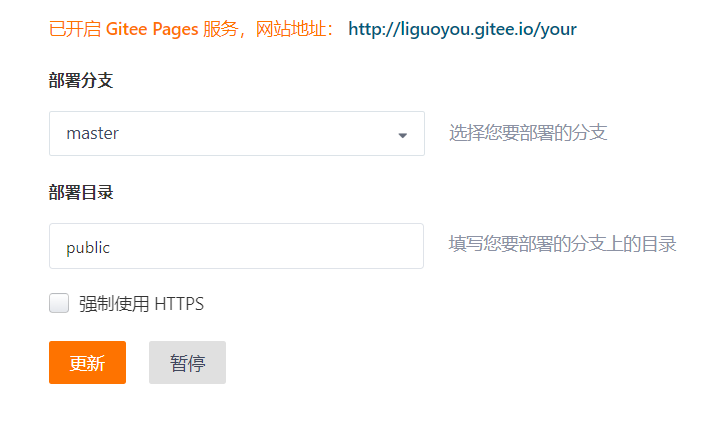 已开启 Gitee Pages 服务，网站地址： http://liguoyou.gitee.io/your
部署分支
master 选择您要部署的分支
部署目录
public 填写您要部署的分支上的目录
强制使用 HTTPS
更新 暂停